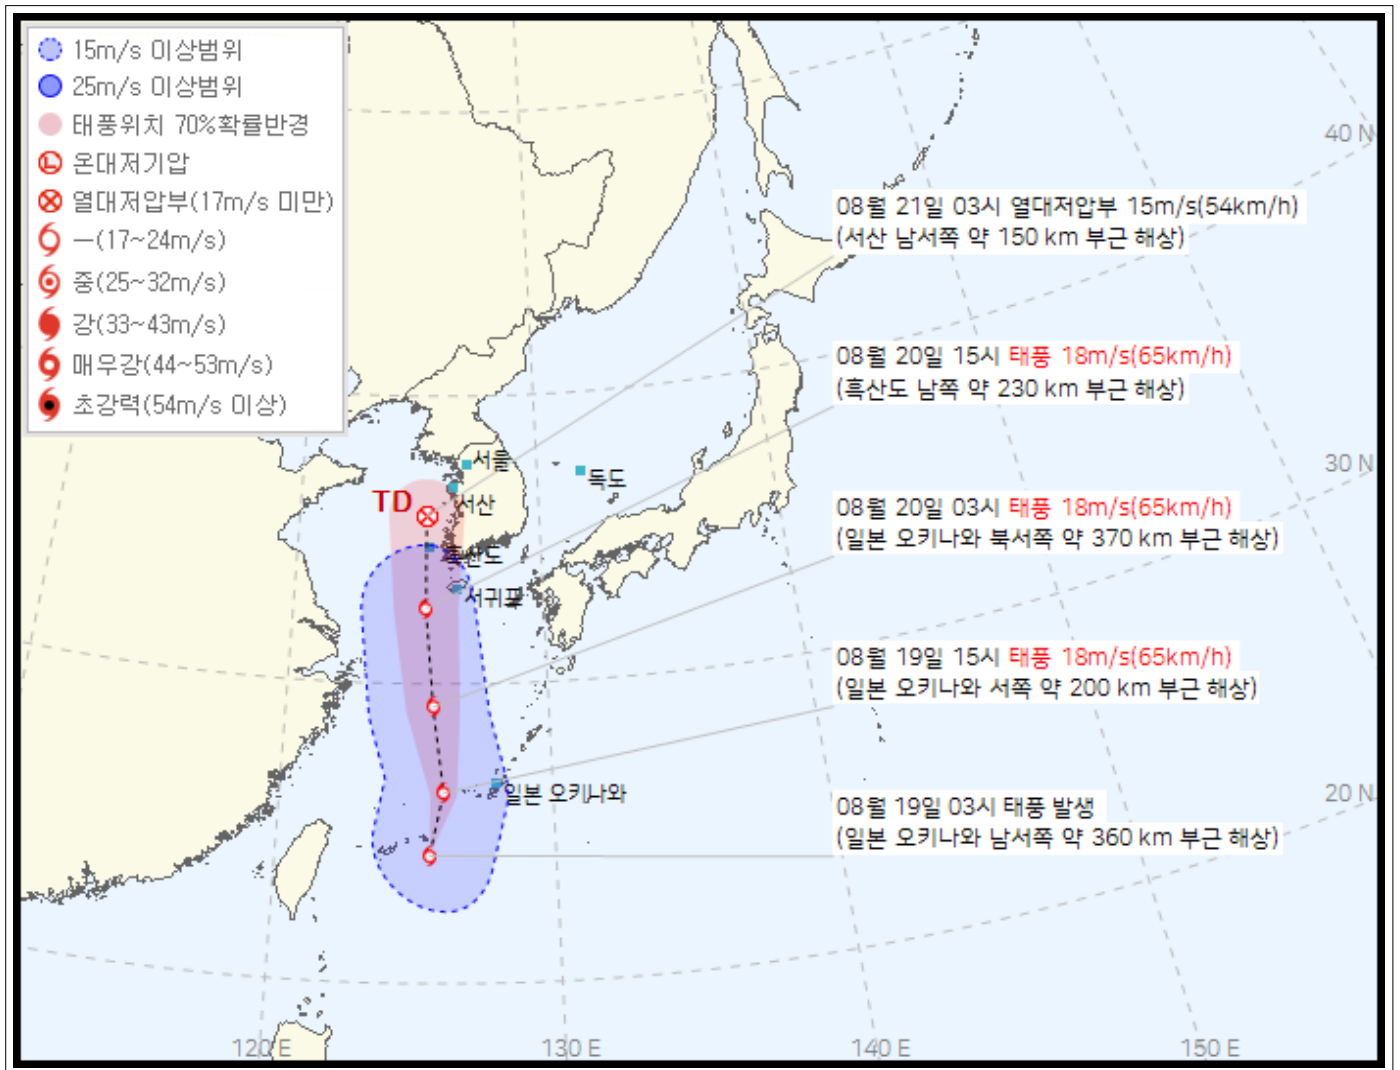 15m/s 이상범위
25m/s 이상범위
태풍위치 70%확률반경
온대저기압
열대저압부(17m/s 미만)
―(17~24m/s)
중(25~32m/s)
강(33~43m/s)
매우강(44~53m/s)
초강력(54m/s 이상)
40 N
08월 21일 03시 열대저압부 15m/s(54km/h)
(서산 남서쪽 약 150 km 부근 해상)
08월 20일 15시 태풍 18m/s(65km/h)
(흑산도 남쪽 약 230 km 부근 해상)
서울
독도
30 N
TD
서산
08월 20일 03시 태풍 18m/s(65km/h)
(일본 오키나와 북서쪽 약 370 km 부근 해상)
흑산도
서귀포
08월 19일 15시 태풍 18m/s(65km/h)
(일본 오키나와 서쪽 약 200 km 부근 해상)
일본 오키나와
20 N
08월 19일 03시 태풍 발생
(일본 오키나와 남서쪽 약 360 km 부근 해상)
120 E
130 E
140 E
150 E